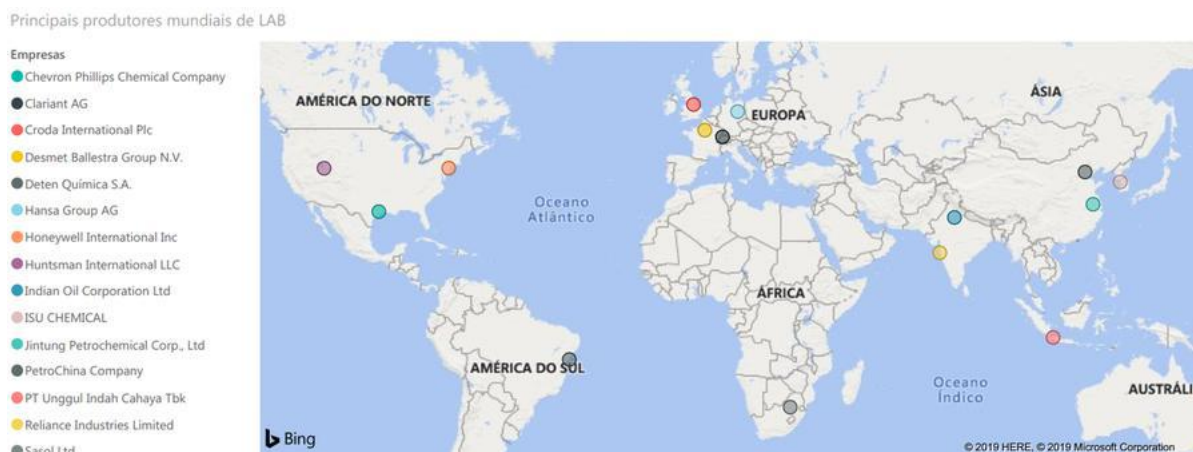 Principais produtores mundiais de LAB
Empresas
Chevron Phillips Chemical Company
Clariant AG
Croda International Plc
Desmet Ballestra Group N.V.
Deten Química S.A.
Hansa Group AG
Honeywell International Inc
Huntsman International LLC
Indian Oil Corporation Ltd
ISU CHEMICAL
Jintung Petrochemical Corp., Ltd
PetroChina Company
PT Unggul Indah Cahaya Tbk
Reliance Industries Limited
Sasol Ltd
AMÉRICA DO NORTE
EUROPA
ÁSIA
Oceano
Atlântico
ÁFRICA
AMÉRICA DO SUL
Oceano
Índico
AUSTRÁLI
Bing
© 2019 HERE, © 2019 Microsoft Corporation